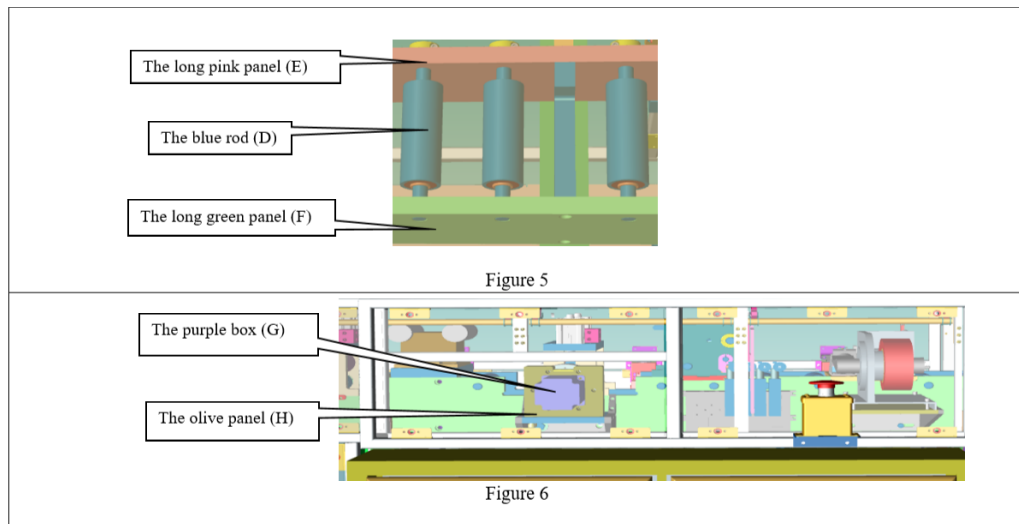 The long pink panel (E)
The blue rod (D)
The long green panel (F)
Figure 5
The purple box (G)
The olive panel (H)
Figure 6